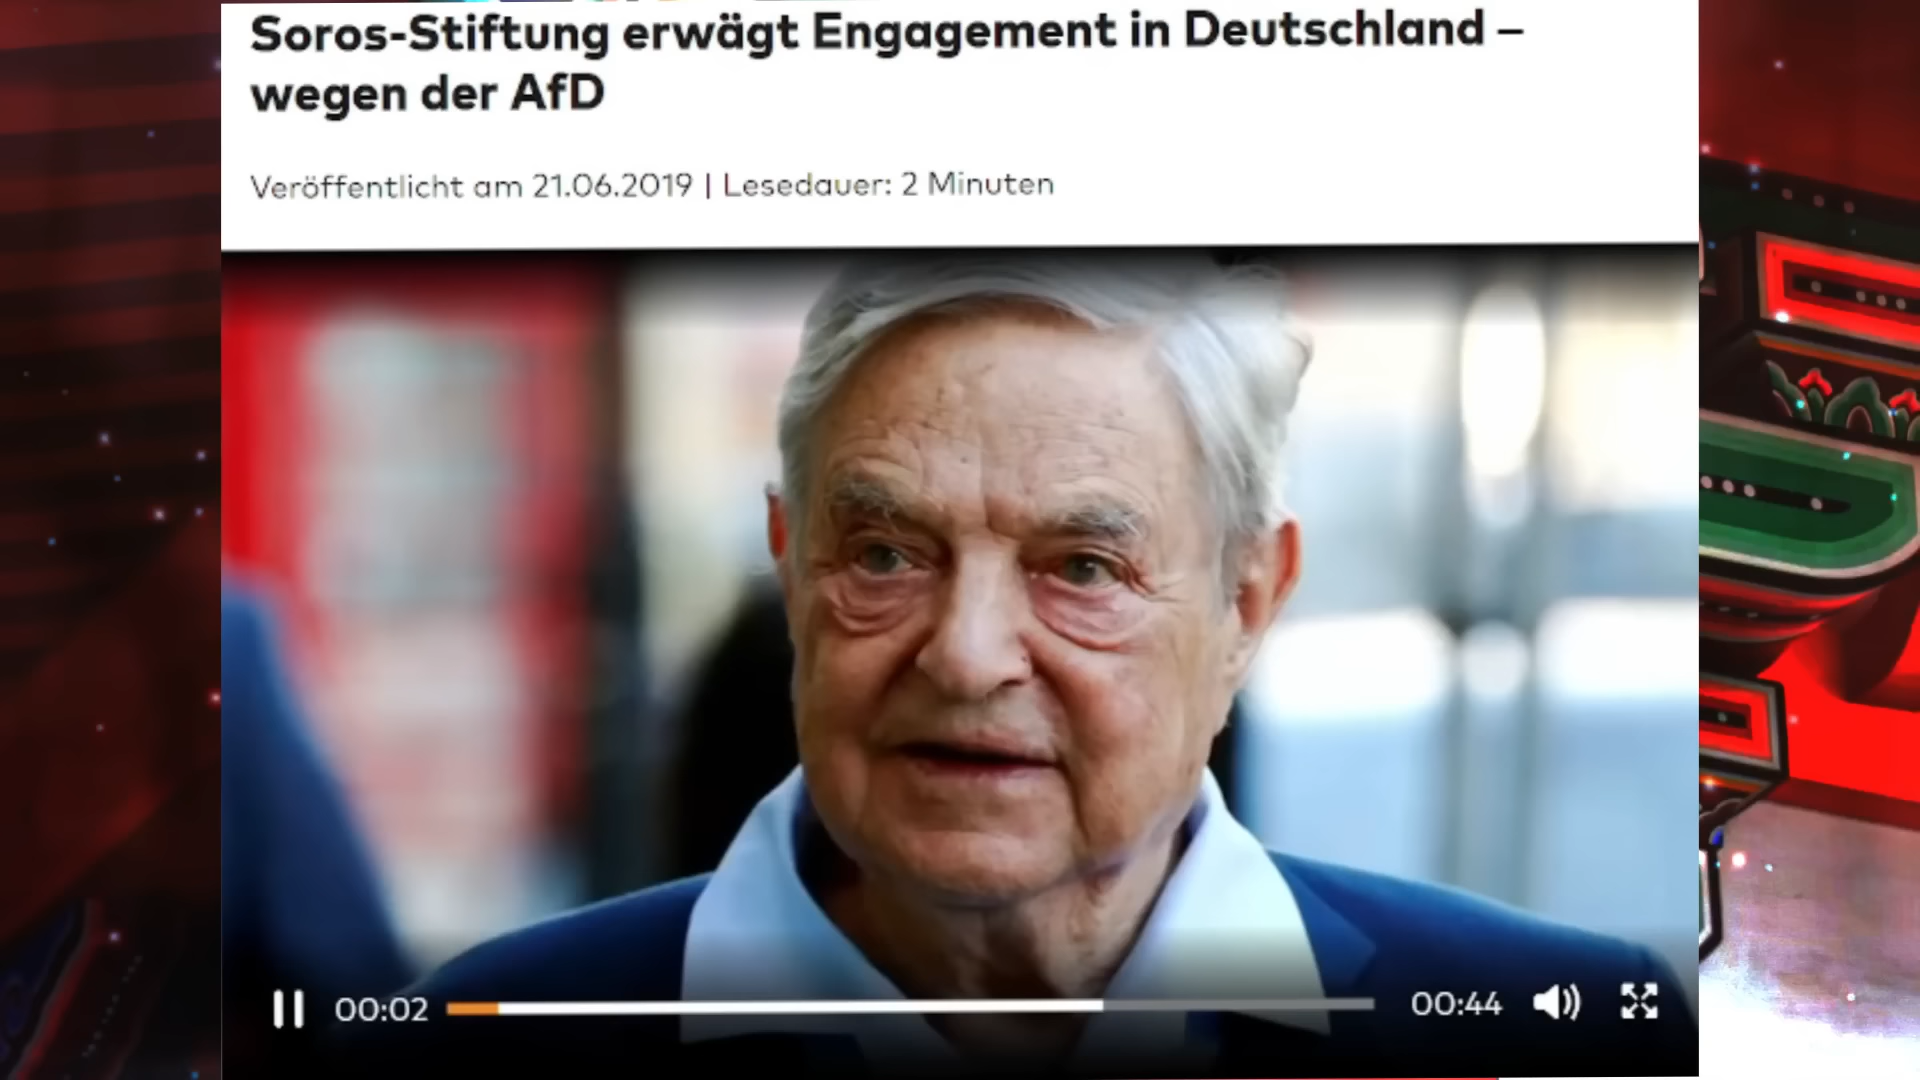 Soros-Stiftung erwägt Engagement in Deutschland –
wegen der AfD
Veröffentlicht am 21.06.2019 | Lesedauer: 2 Minuten
00:02
00:44